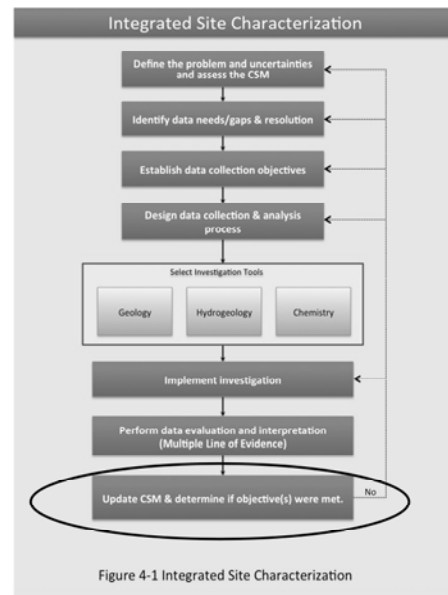 Integrated Site Characterization
Define the problem and uncertainties
and assess the CSM
Identify data needs/gaps & resolution
Establish data collection objectives
Design data collection & analysis
process
Select Investigation Tools
Geology
Hydrogeology
Chemistry
Implement investigation
Perform data evaluation and interpretation
(Multiple Line of Evidence)
Update CSM & determine if objective(s) were met.
No
Figure 4-1 Integrated Site Characterization